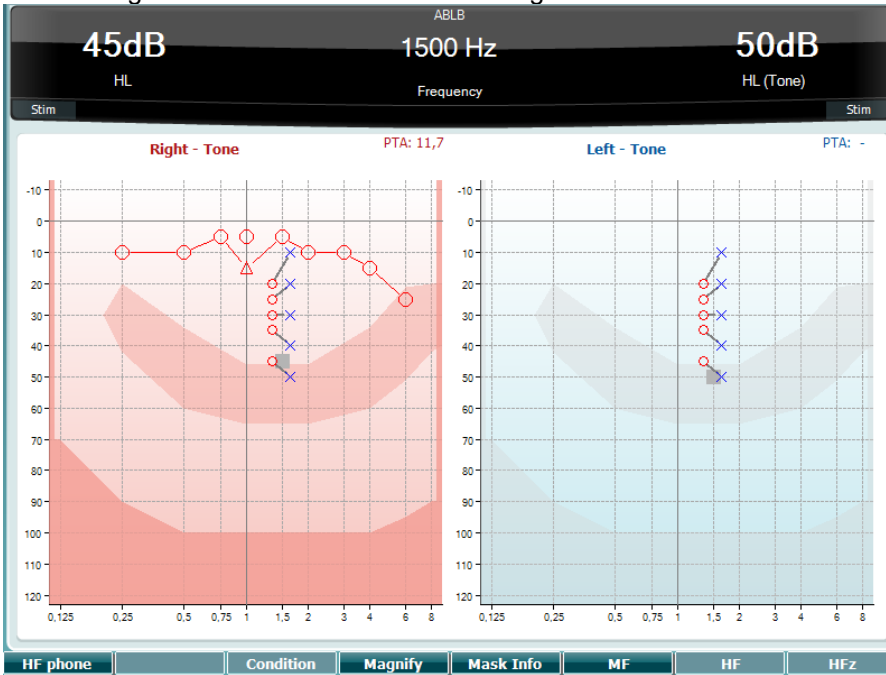 ABLB
45dB 1500 Hz 50dB
HL Frequency HL (Tone)
Stim Stim
Right - Tone PTA: 11,7 Left - Tone PTA: -
-10 -10
0 0
10 10
20 20
30 30
40 40
50 50
60 60
70 70
80 80
90 90
100 100
110 110
120 120
0,125 0,25 0,5 0,75 1 1,5 2 3 4 6 8 0,125 0,25 0,5 0,75 1 1,5 2 3 4 6 8
HF phone Condition Magnify Mask Info MF HF HFz